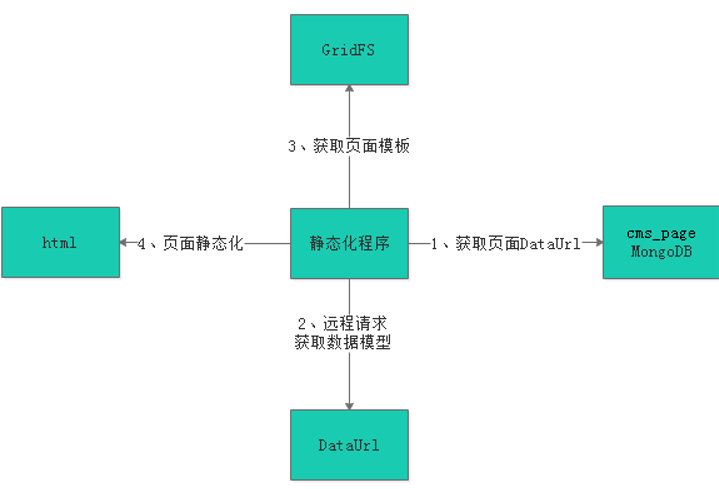 GridFS
3、获取页面模板
html
4、页面静态化
静态化程序
1、获取页面DataUrl
cms_page
MongoDB
2、远程请求
获取数据模型
DataUrl